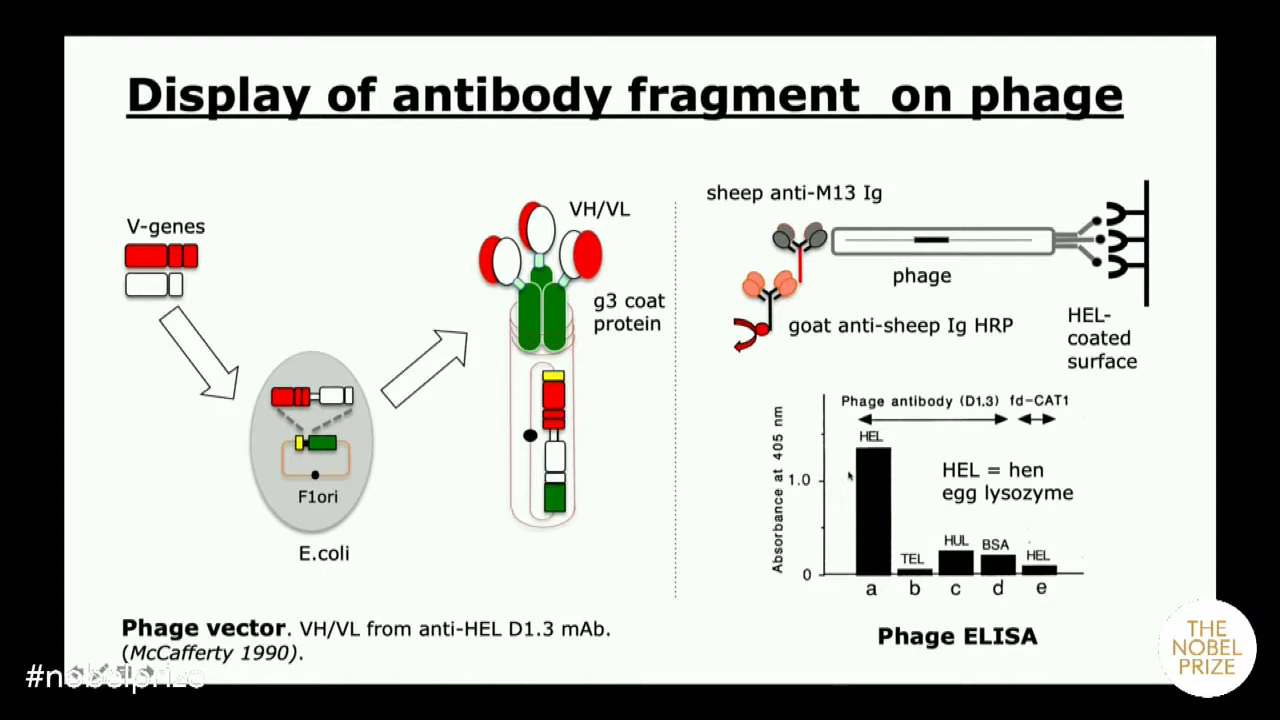 Display of antibody fragment on phage
V-genes
VH/VL
g3 coat
protein
F1ori
E.coli
Phage vector. VH/VL from anti-HEL D1.3 mAb.
(McCafferty 1990).
sheep anti-M13 Ig
phage
goat anti-sheep Ig HRP
HEL-
coated
surface
Phage antibody (D1,3) fd-CAT1
Absorbance at 405 nm
1.0
0
HEL
TEL
HUL
BSA
HEL
HEL = hen
egg lysozyme
a b c d e
Phage ELISA
THE
NOBEL
PRIZE
#nobelprize